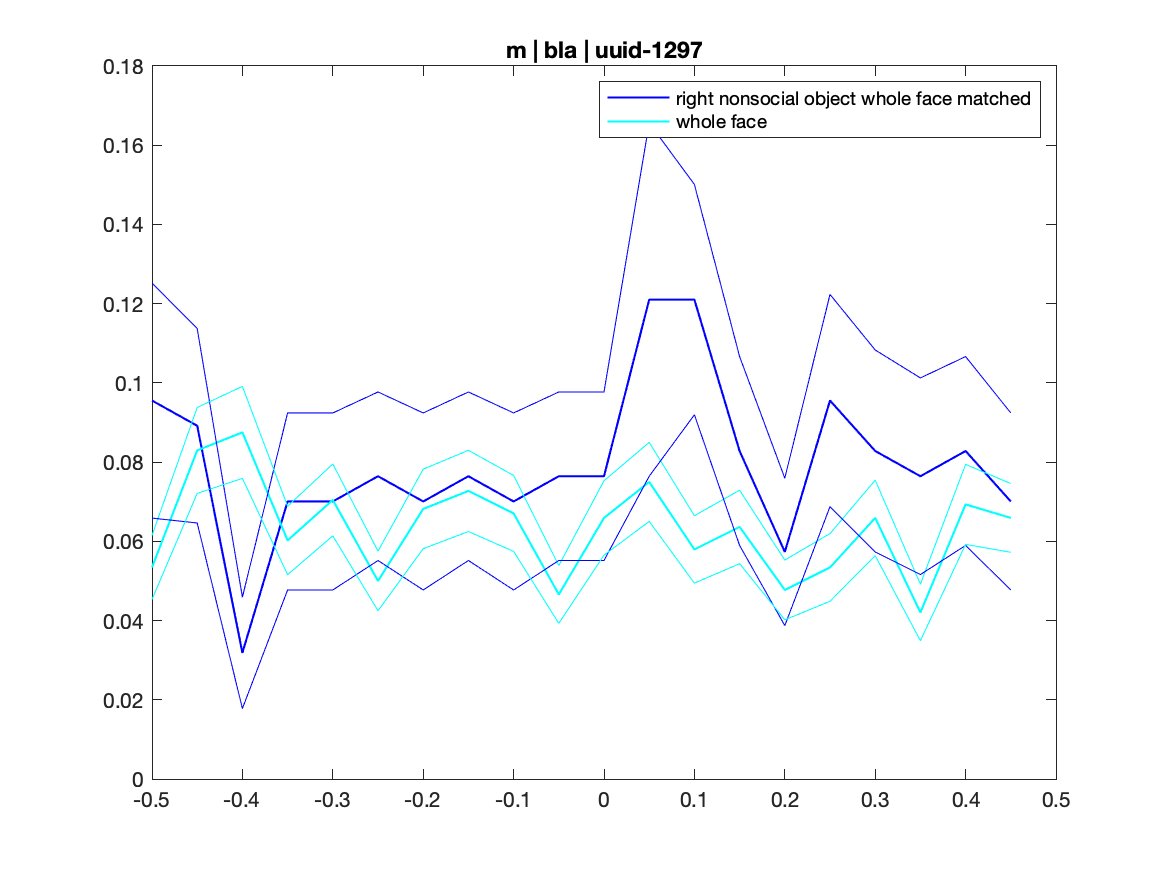 m | bla | uuid-1297
right nonsocial object whole face matched
whole face
0.18
0.16
0.14
0.12
0.1
0.08
0.06
0.04
0.02
0
-0.5 -0.4 -0.3 -0.2 -0.1 0 0.1 0.2 0.3 0.4 0.5